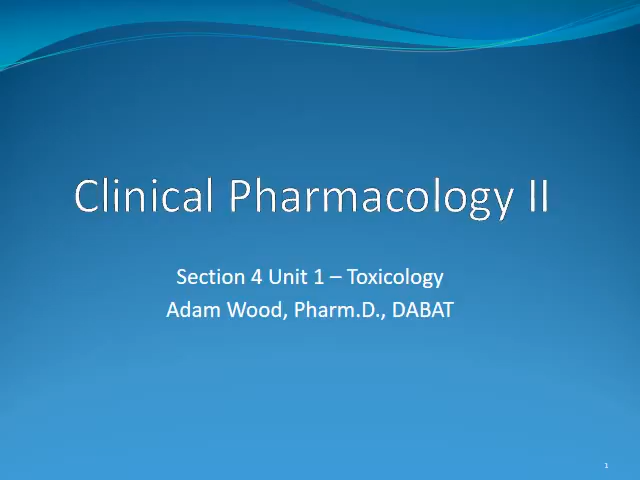 Clinical Pharmacology II
Section 4 Unit 1 – Toxicology
Adam Wood, Pharm.D., DABAT
1